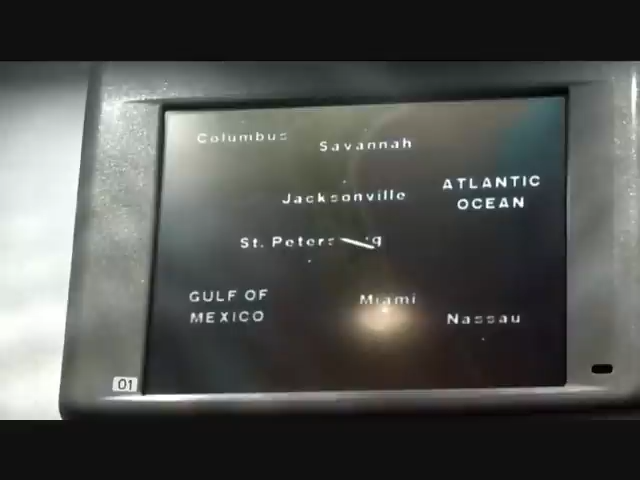 Columbus
Savannah
Jacksonville
ATLANTIC
OCEAN
GULF OF
MEXICO
Miami
Nassau
01